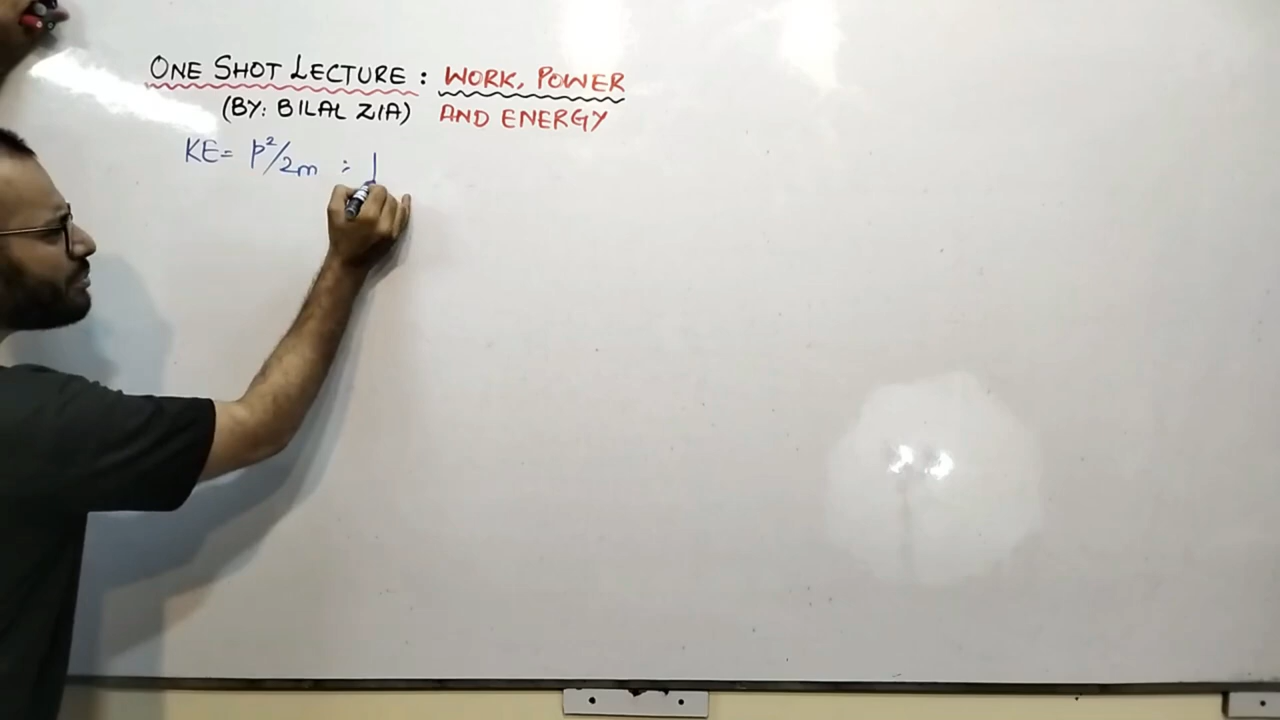 ONE SHOT LECTURE : WORK, POWER
(BY: BILAL ZIA) AND ENERGY
KE= P²/2m :